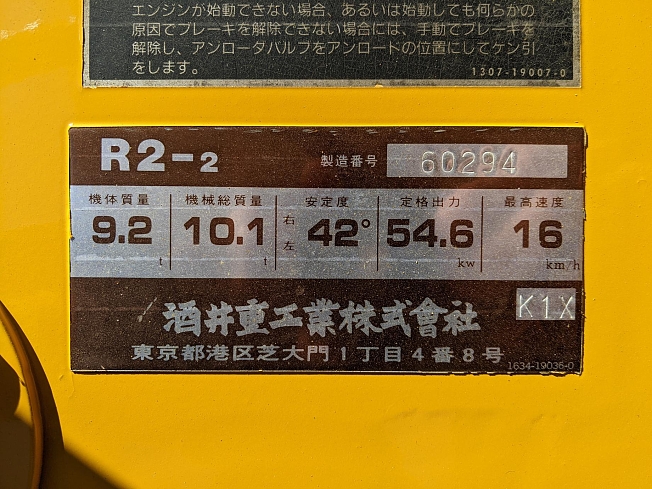 エンジンが始動できない場合、あるいは始動しても何らかの
原因でブレーキを解除できない場合には、手動でブレーキを
解除し、アンロータバルブをアンロードの位置にしてケン引
をします。
1307-19007-0
R2-2 製造番号 60294
機体質量 機械総質量 安定度 定格出力 最高速度
9.2 t 10.1 t 右左 42° 54.6 kw 16 km/h
酒井重工業株式會社 K1X
東京都港区芝大門1丁目4番8号
1634-19036-0